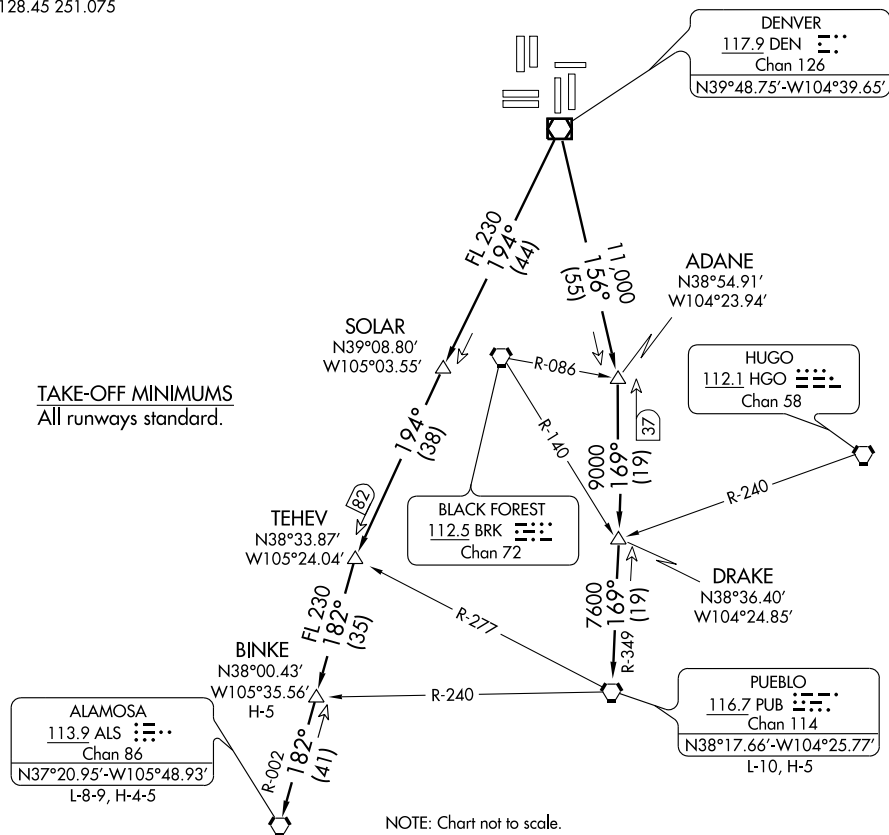 128.45 251.075
DENVER
117.9 DEN
Chan 126
N39°48.75'-W104°39.65'
FL 230
194°
(44)
11,000
156°
(55)
ADANE
N38°54.91'
W104°23.94'
SOLAR
N39°08.80'
W105°03.55'
R-086
HUGO
112.1 HGO
Chan 58
TAKE-OFF MINIMUMS
All runways standard.
194°
(38)
R-140
37
9000
169°
(19)
R-240
82
BLACK FOREST
112.5 BRK
Chan 72
TEHEV
N38°33.87'
W105°24.04'
DRAKE
N38°36.40'
W104°24.85'
FL 230
182°
(35)
R-277
7600
169°
(19)
R-349
BINKE
N38°00.43'
W105°35.56'
H-5
R-240
PUEBLO
116.7 PUB
Chan 114
N38°17.66'-W104°25.77'
L-10, H-5
ALAMOSA
113.9 ALS
Chan 86
N37°20.95'-W105°48.93'
L-8-9, H-4-5
R-002
182°
(41)
NOTE: Chart not to scale.